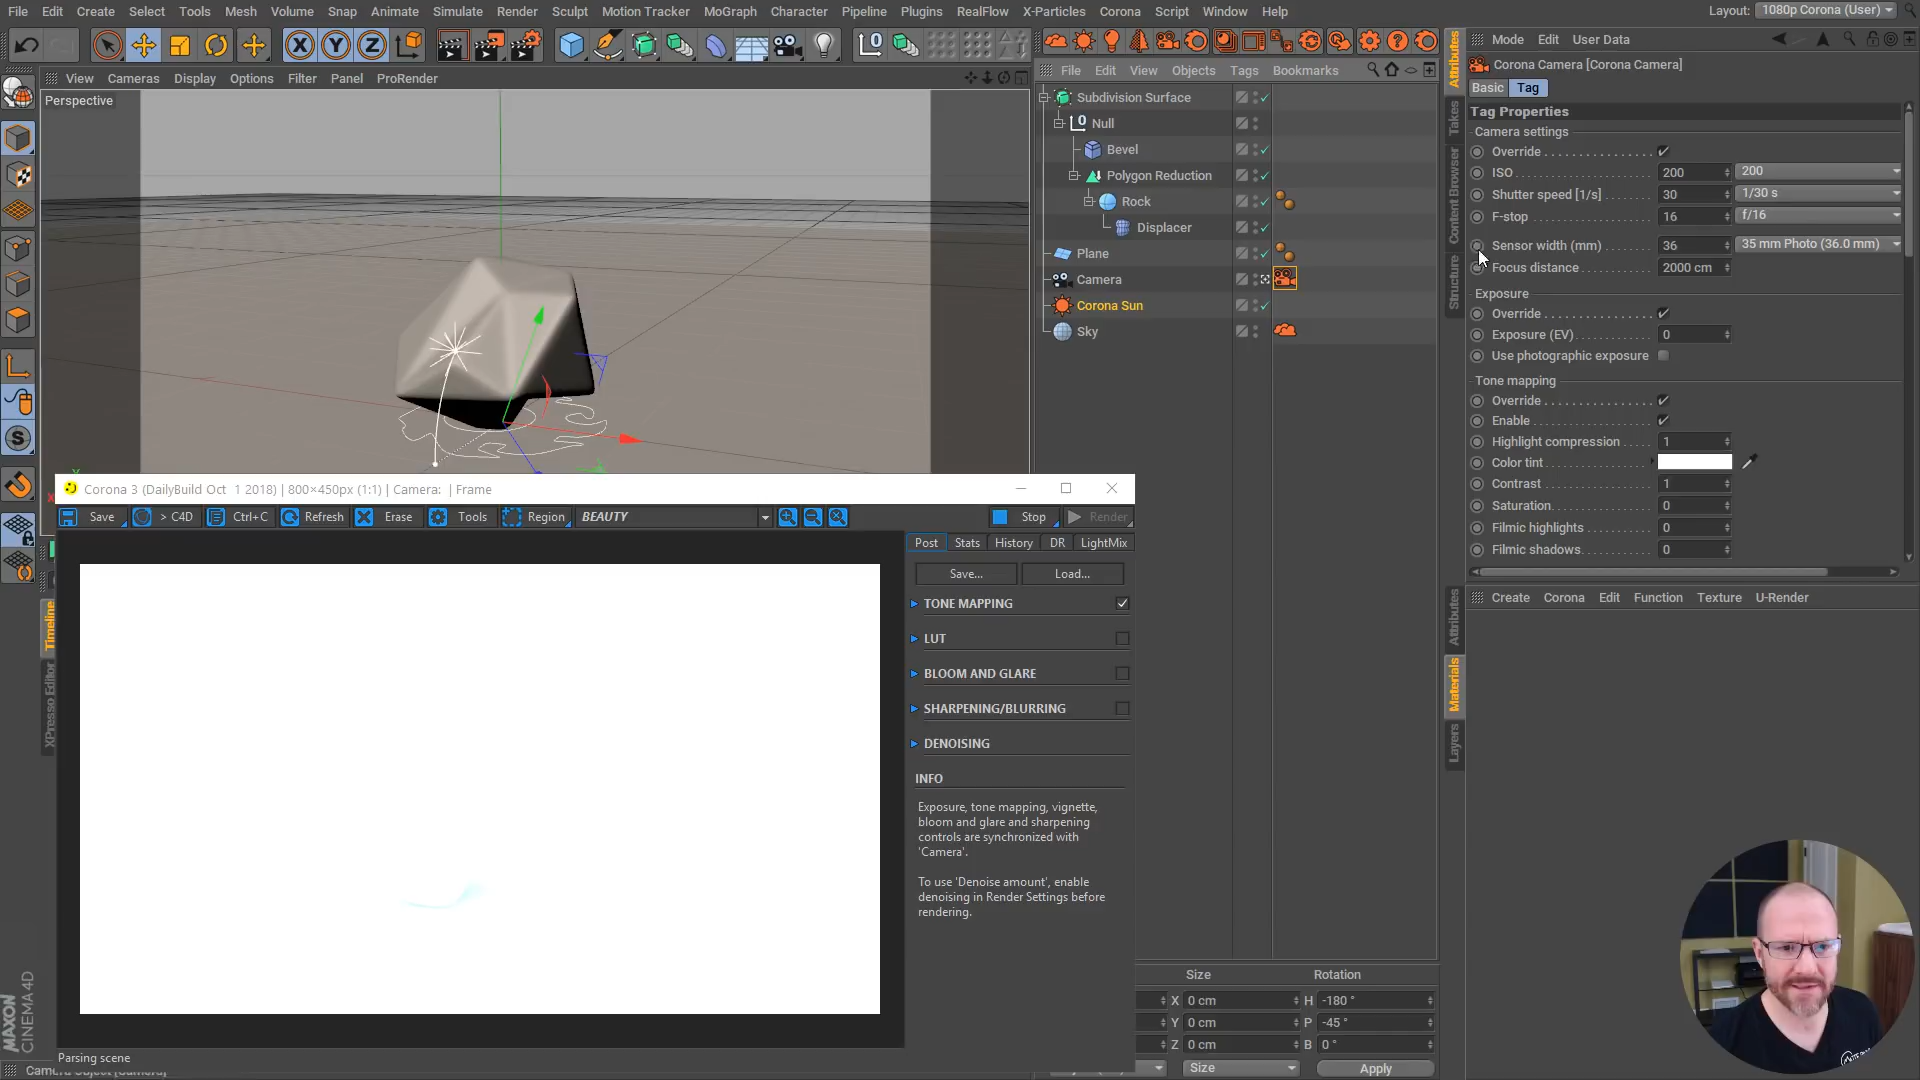 File Edit Create Select Tools Mesh Volume Snap Animate Simulate Render Sculpt Motion Tracker MoGraph Character Pipeline Plugins RealFlow X-Particles Corona Script Window Help
Layout: 1080p Corona (User)
View Cameras Display Options Filter Panel ProRender
Perspective
File Edit View Objects Tags Bookmarks
Subdivision Surface
Null
Bevel
Polygon Reduction
Rock
Displacer
Plane
Camera
Corona Sun
Sky
Attributes
Takes
Content Browser
Structure
Mode Edit User Data
Corona Camera [Corona Camera]
Basic Tag
Tag Properties
Camera settings
Override
ISO 200 200
Shutter speed [1/s] 30 1/30 s
F-stop 16 f/16
Sensor width (mm) 36 35 mm Photo (36.0 mm)
Focus distance 2000 cm
Exposure
Override
Exposure (EV) 0
Use photographic exposure
Tone mapping
Override
Enable
Highlight compression 1
Color tint
Contrast 1
Saturation 0
Filmic highlights 0
Filmic shadows 0
Attributes
Materials
Layers
Create Corona Edit Function Texture U-Render
Corona 3 (DailyBuild Oct 1 2018) | 800×450px (1:1) | Camera: | Frame
Save > C4D Ctrl+C Refresh Erase Tools Region BEAUTY Stop Render
Post Stats History DR LightMix
Save... Load...
TONE MAPPING
LUT
BLOOM AND GLARE
SHARPENING/BLURRING
DENOISING
INFO
Exposure, tone mapping, vignette,
bloom and glare and sharpening
controls are synchronized with
'Camera'.
To use 'Denoise amount', enable
denoising in Render Settings before
rendering.
Parsing scene
Timeline
XPresso Editor
MAXON
CINEMA 4D
Size Rotation
X 0 cm H -180 °
Y 0 cm P -45 °
Z 0 cm B 0 °
Size Apply